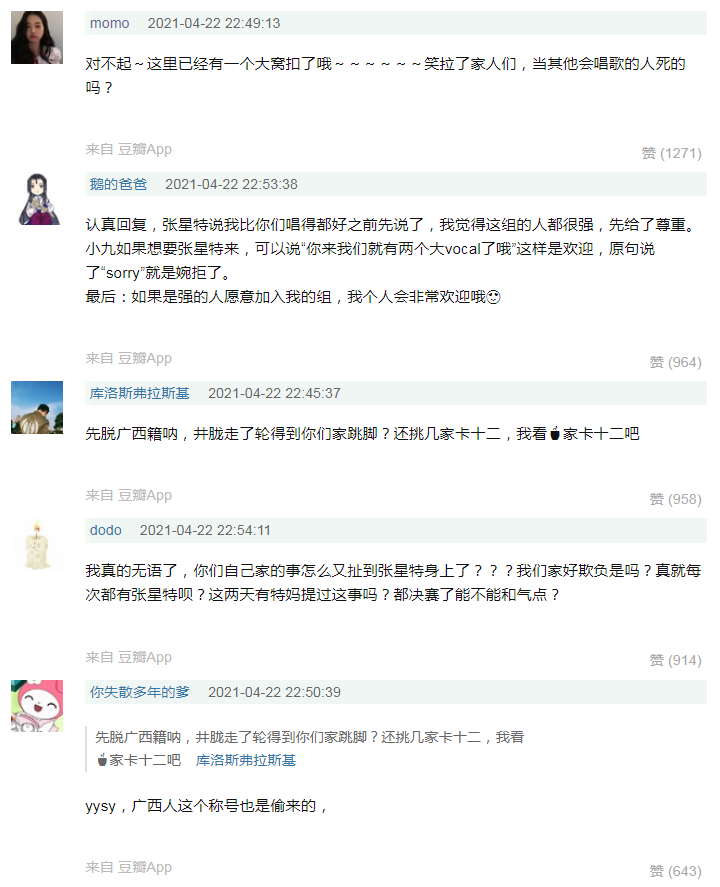 momo 2021-04-22 22:49:13
对不起～这里已经有一个大窝扣了哦～～～～～～笑拉了家人们，当其他会唱歌的人死的
吗？
来自 豆瓣App
赞 (1271)
鵝的爸爸 2021-04-22 22:53:38
认真回复，张星特说我比你们唱得都好之前先说了，我觉得这组的人都很强，先给了尊重。
小九如果想要张星特来，可以说“你来我们就有两个大vocal了哦”这样是欢迎，原句说
了“sorry”就是婉拒了。
最后：如果是强的人愿意加入我的组，我个人会非常欢迎哦🙂
来自 豆瓣App
赞 (964)
库洛斯弗拉斯基 2021-04-22 22:45:37
先脱广西籍呐，井胧走了轮得到你们家跳脚？还挑几家卡十二，我看🍎家卡十二吧
来自 豆瓣App
赞 (958)
dodo 2021-04-22 22:54:11
我真的无语了，你们自己家的事怎么又扯到张星特身上了？？？我们家好欺负是吗？真就每
次都有张星特呗？这两天有特妈提过这事吗？都决赛了能不能和气点？
来自 豆瓣App
赞 (914)
你失散多年的爹 2021-04-22 22:50:39
先脱广西籍呐，井胧走了轮得到你们家跳脚？还挑几家卡十二，我看
🍎家卡十二吧 库洛斯弗拉斯基
yysy，广西人这个称号也是偷来的，
来自 豆瓣App
赞 (643)